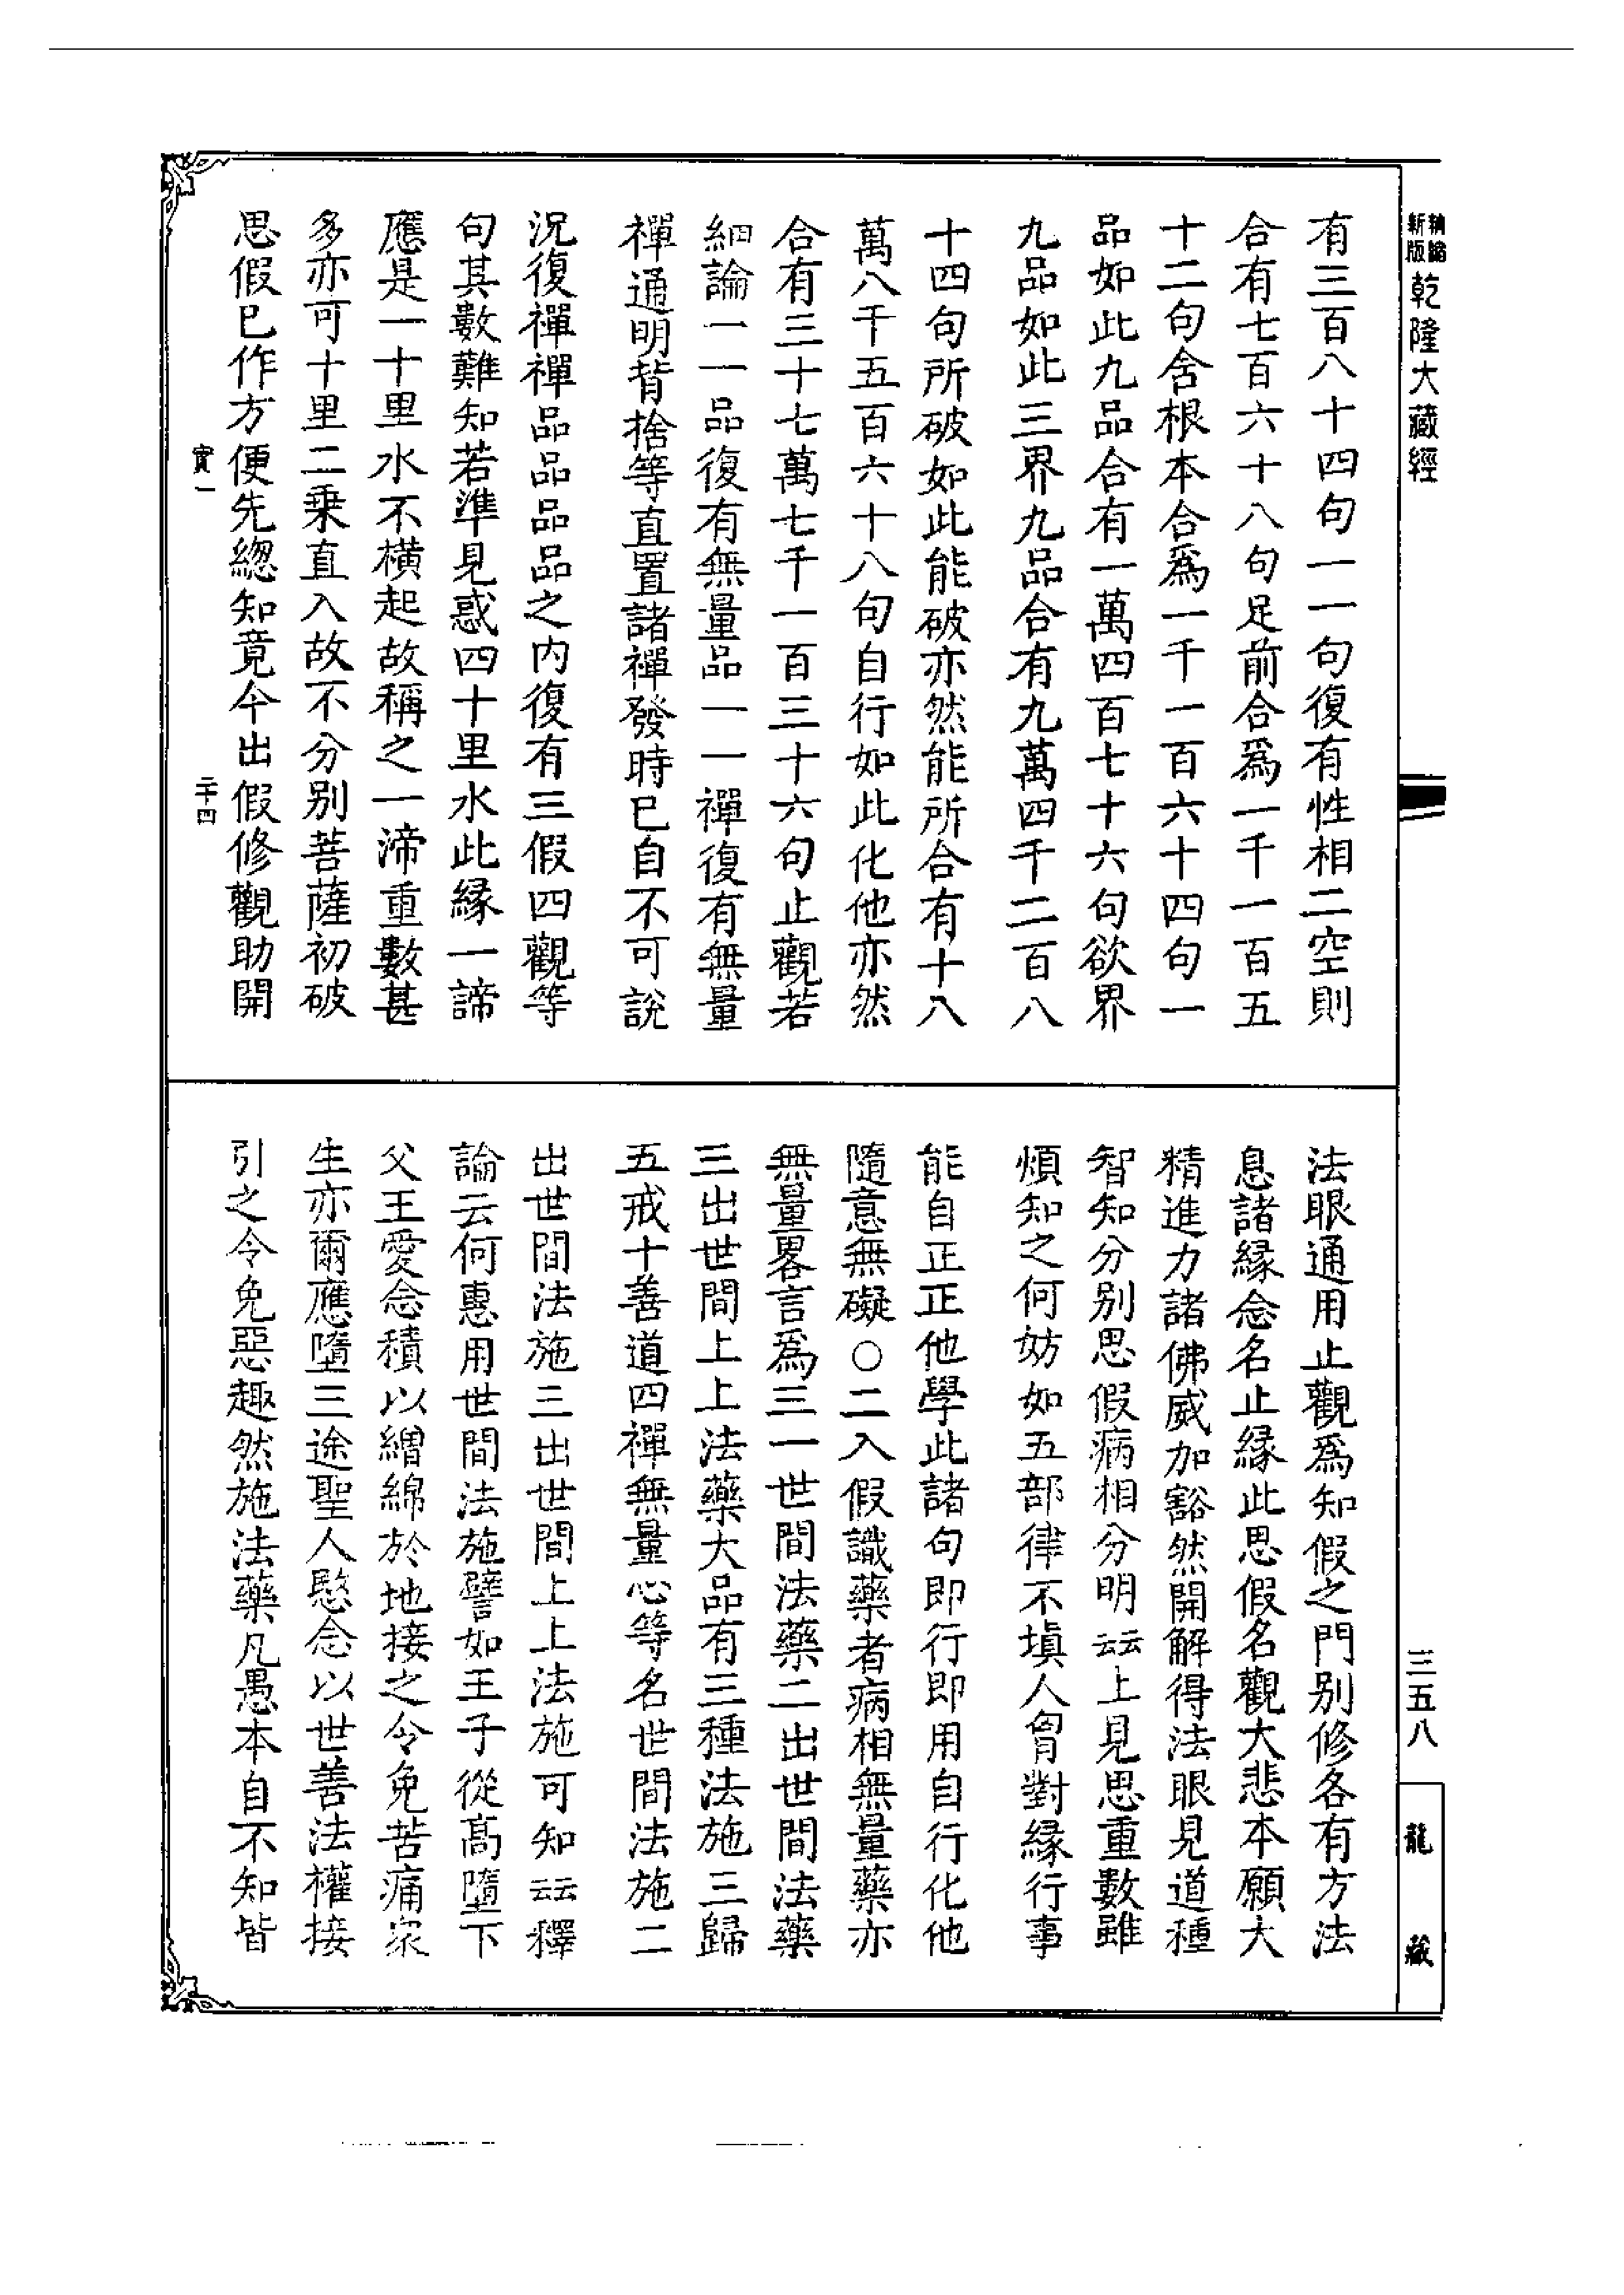 新版
精縮
乾隆大藏經
三五八
龍藏
有三百八十四句一一句復有性相二空則
合有七百六十八句足前合爲一千一百五
十二句含根本合爲一千一百六十四句一
品如此九品合有一萬四百七十六句欲界
九品如此三界九品合有九萬四千二百八
十四句所破如此能破亦然能所合有十八
萬八千五百六十八句自行如此化他亦然
合有三十七萬七千一百三十六句止觀若
細論一一品復有無量品一一禪復有無量
禪通明背捨等直置諸禪發時已自不可說
況復禪禪品品品品之內復有三假四觀等
句其數難知若準見惑四十里水此緣一諦
應是一十里水不橫起故稱之一渧重數甚
多亦可十里二乘直入故不分別菩薩初破
思假已作方便先總知竟今出假修觀助開
實一
二十四
法眼通用止觀爲知假之門別修各有方法
息諸緣念名止緣此思假名觀大悲本願大
精進力諸佛威加豁然開解得法眼見道種
智知分別思假病相分明云云上見思重數雖
煩知之何妨如五部律不塡人胷對緣行事
能自正正他學此諸句即行即用自行化他
隨意無礙○二入假識藥者病相無量藥亦
無量畧言爲三一世間法藥二出世間法藥
三出世間上上法藥大品有三種法施三歸
五戒十善道四禪無量心等名世間法施二
出世間法施三出世間上上法施可知云云釋
論云何惠用世間法施譬如王子從高墮下
父王愛念積以繒綿於地接之令免苦痛衆
生亦爾應墮三途聖人愍念以世善法權接
引之令免惡趣然施法藥凡愚本自不知皆